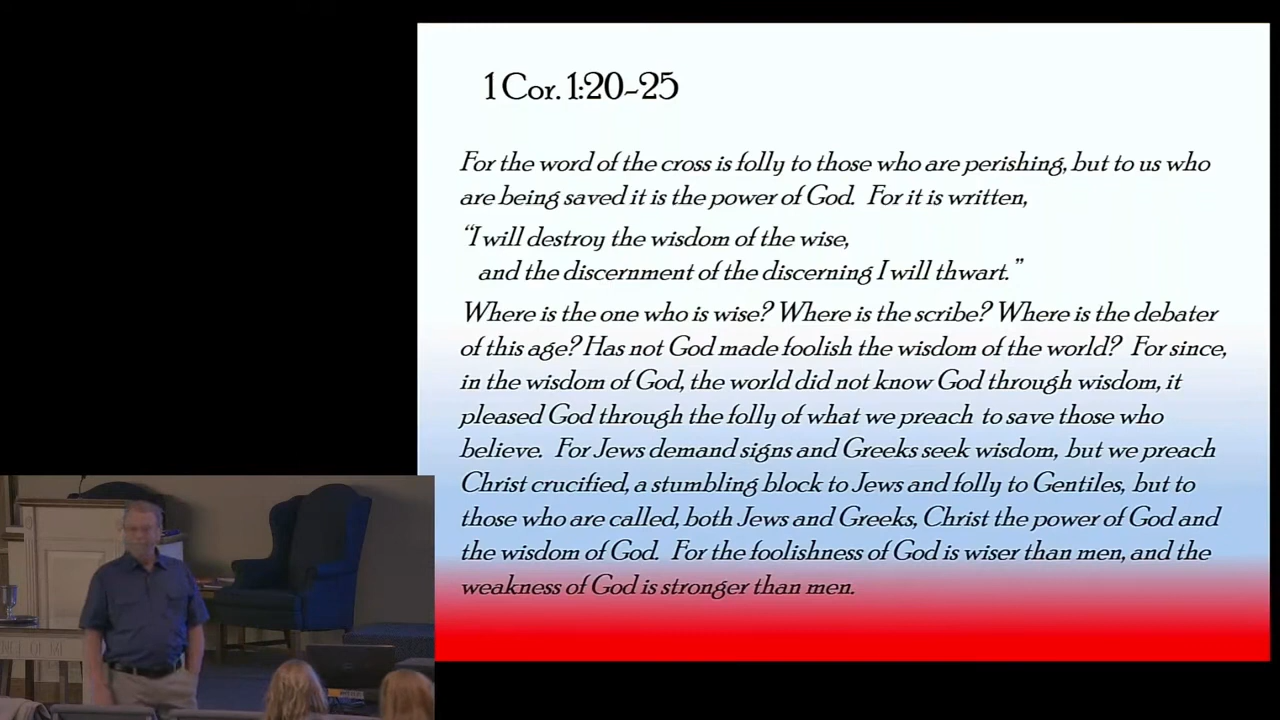 1 Cor. 1:20-25
For the word of the cross is folly to those who are perishing, but to us who
are being saved it is the power of God. For it is written,
“I will destroy the wisdom of the wise,
and the discernment of the discerning I will thwart.”
Where is the one who is wise? Where is the scribe? Where is the debater
of this age? Has not God made foolish the wisdom of the world? For since,
in the wisdom of God, the world did not know God through wisdom, it
pleased God through the folly of what we preach to save those who
believe. For Jews demand signs and Greeks seek wisdom, but we preach
Christ crucified, a stumbling block to Jews and folly to Gentiles, but to
those who are called, both Jews and Greeks, Christ the power of God and
the wisdom of God. For the foolishness of God is wiser than men, and the
weakness of God is stronger than men.
OF ME